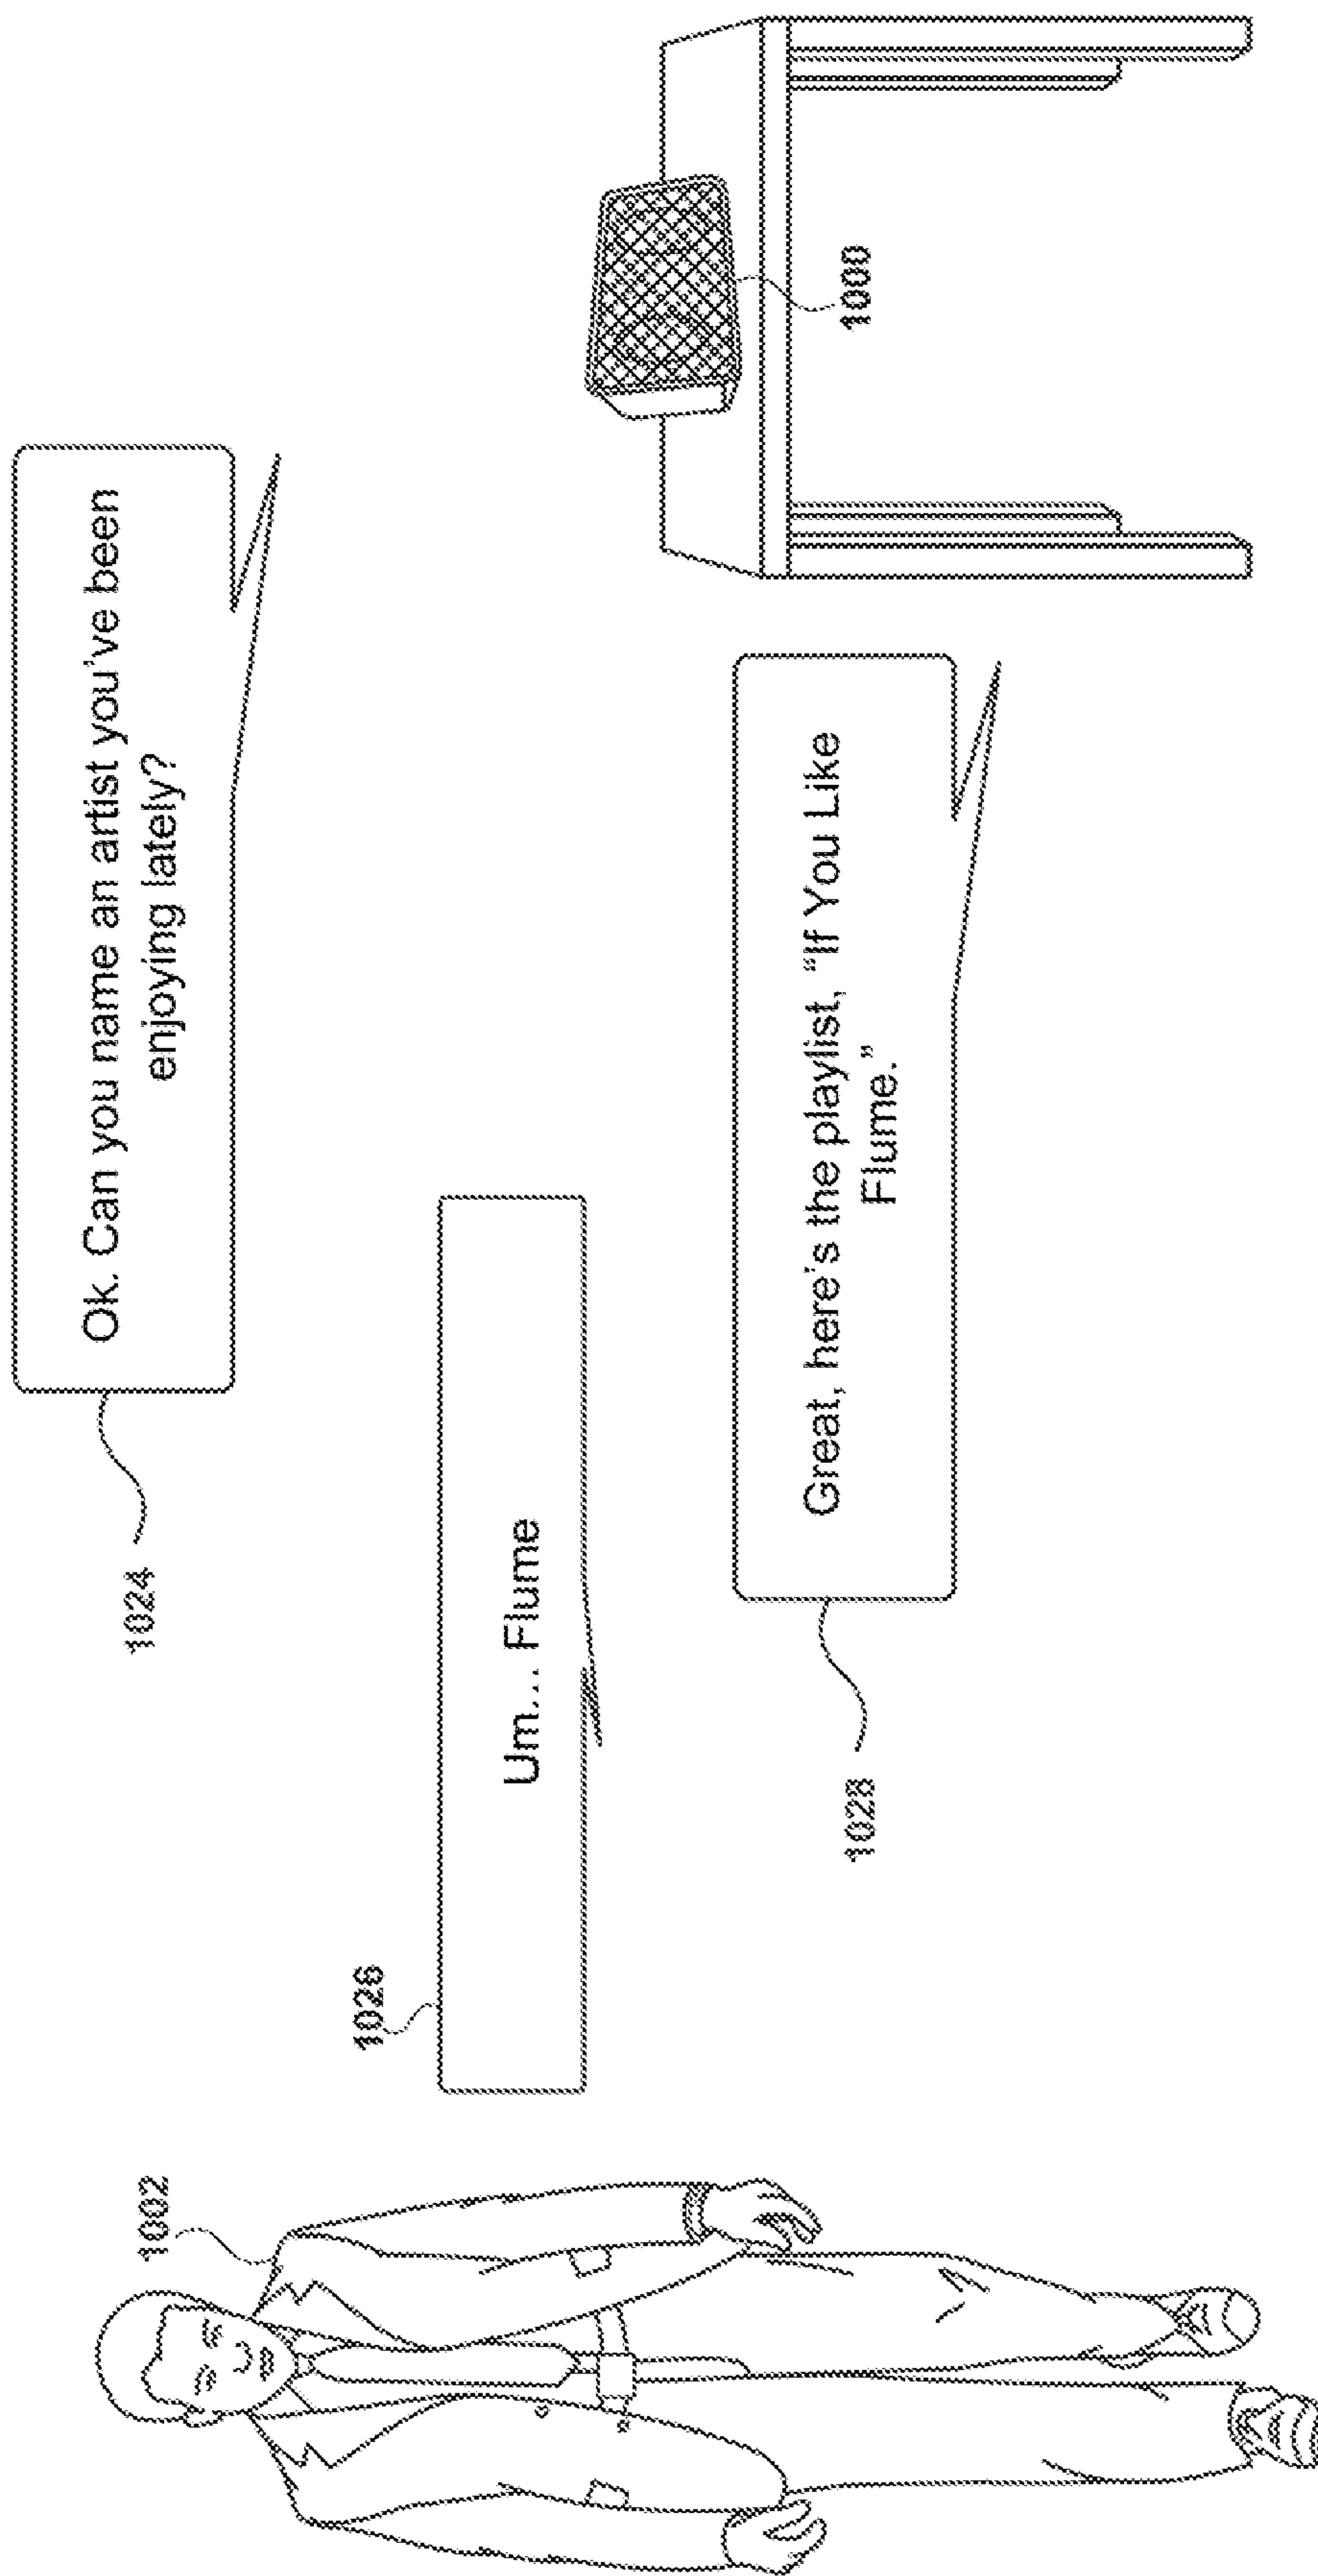 1024
Ok. Can you name an artist you've been
enjoying lately?
1002
1026
Um... Flume
1000
1028
Great, here's the playlist, "If You Like
Flume."